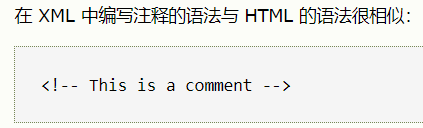 在 XML 中编写注释的语法与 HTML 的语法很相似：
<!-- This is a comment -->